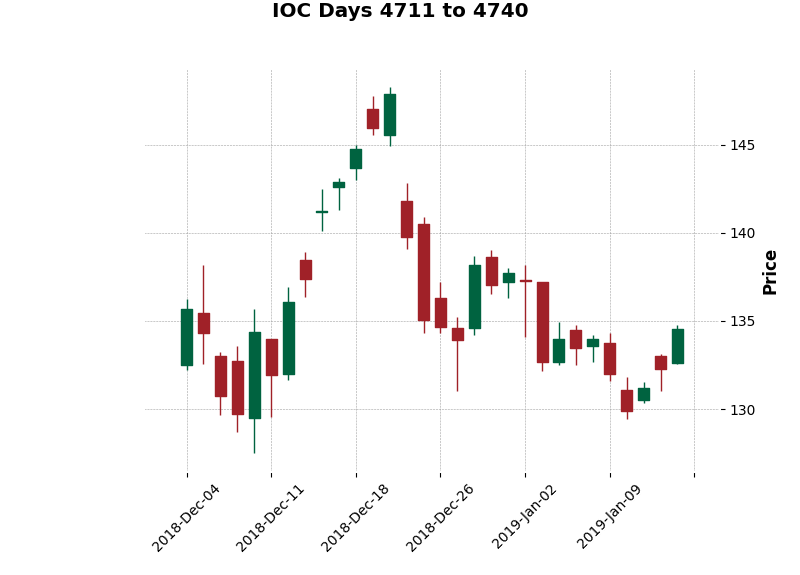 IOC Days 4711 to 4740
145
140
135
130
Price
2018-Dec-04
2018-Dec-11
2018-Dec-18
2018-Dec-26
2019-Jan-02
2019-Jan-09